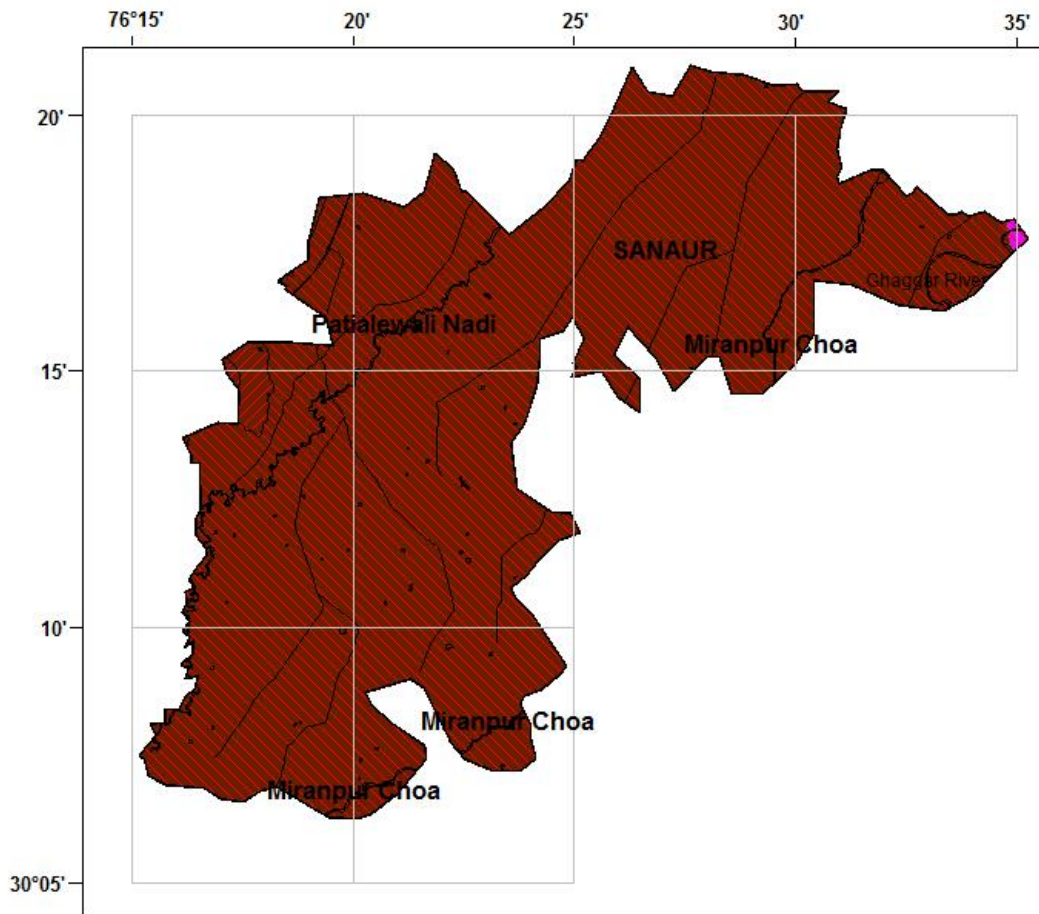 76°15'
20'
25'
30'
35'
20'
SANAUR
Ghaggar River
Patialewali Nadi
Miranpur Choa
15'
10'
Miranpur Choa
Miranpur Choa
30°05'